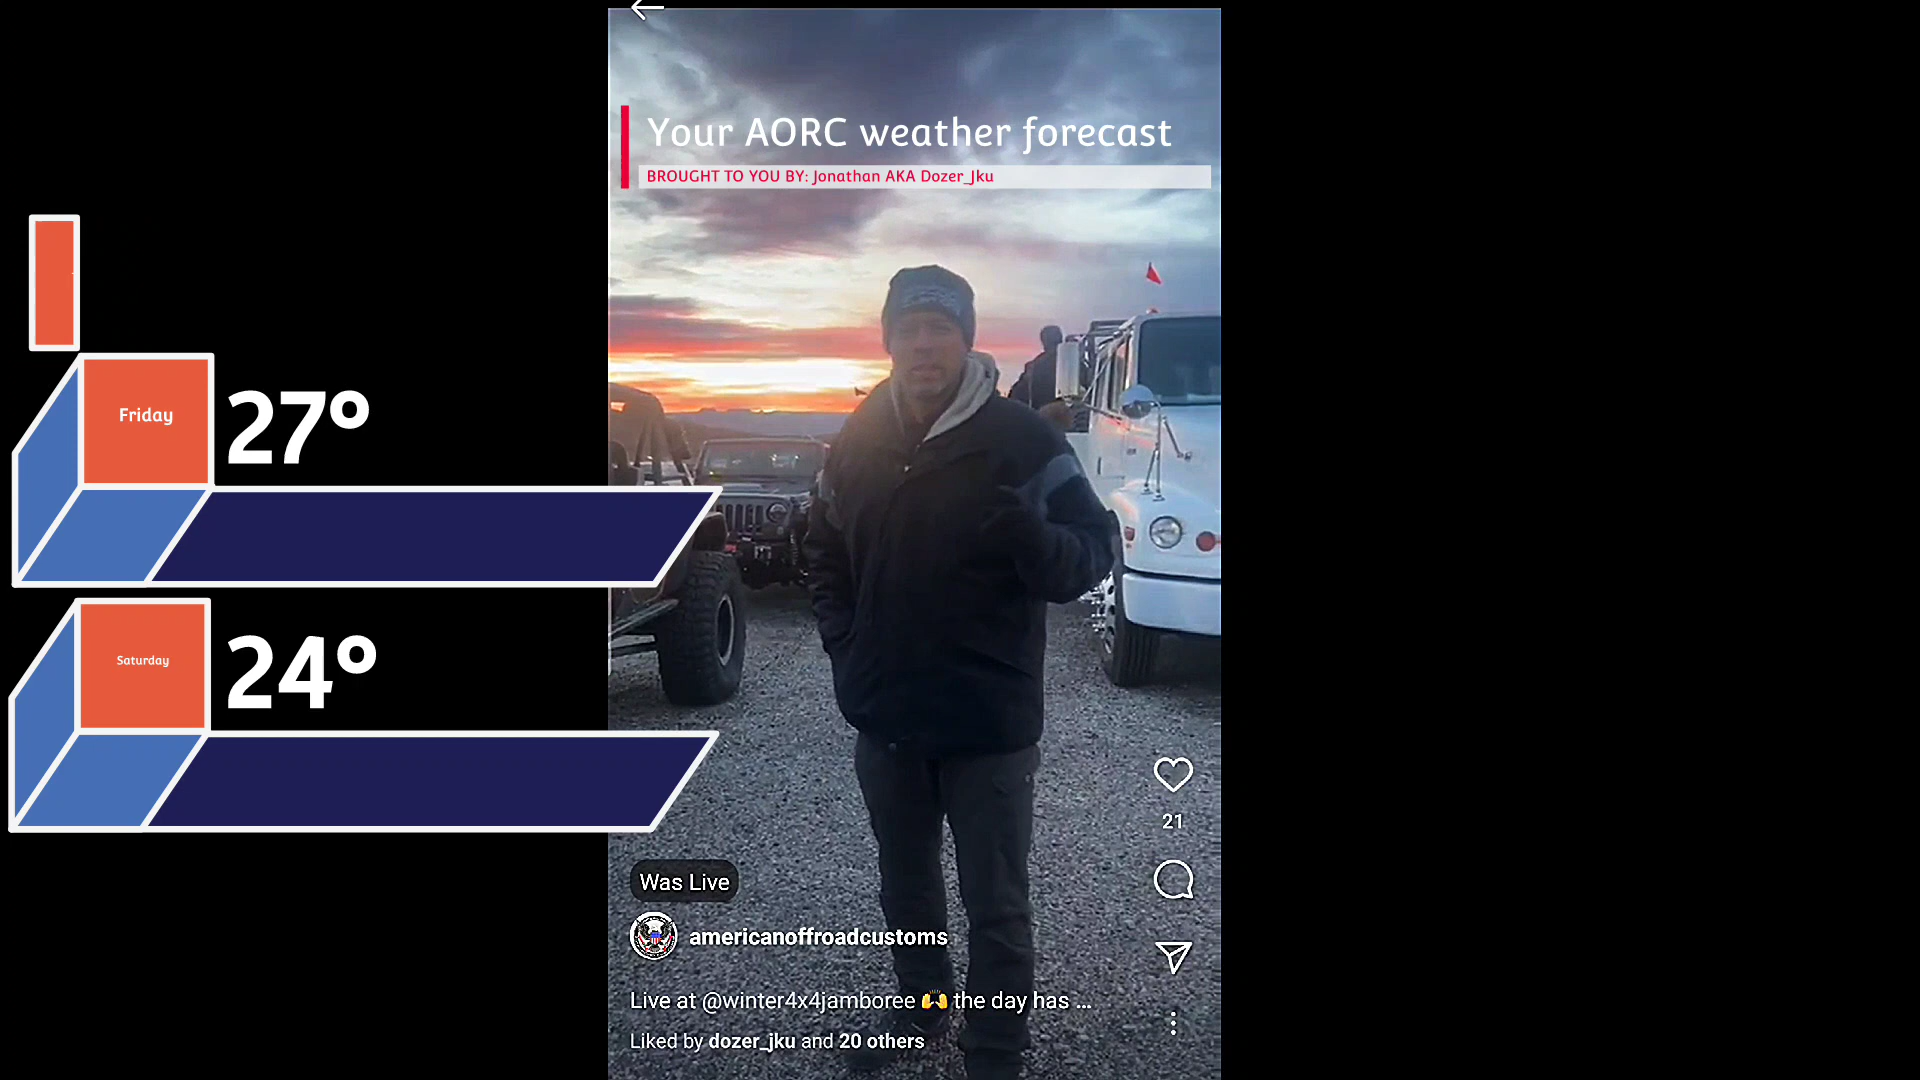 Your AORC weather forecast
BROUGHT TO YOU BY: Jonathan AKA Dozer_Jku
Friday
27°
Saturday
24°
21
Was Live
americanoffroadcustoms
Live at @winter4x4jamboree 🙌 the day has ...
Liked by dozer_jku and 20 others